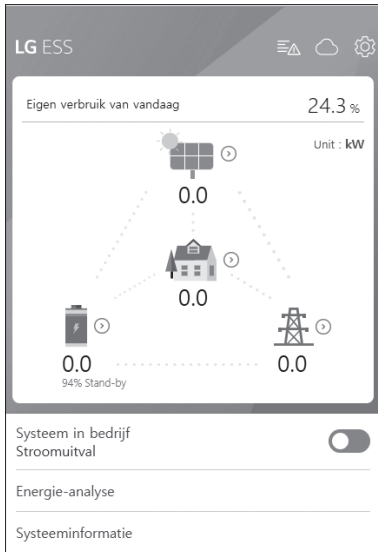 LG ESS
Eigen verbruik van vandaag 24.3 %
Unit : kW
0.0
0.0
0.0 0.0
94% Stand-by
Systeem in bedrijf
Stroomuitval
Energie-analyse
Systeeminformatie